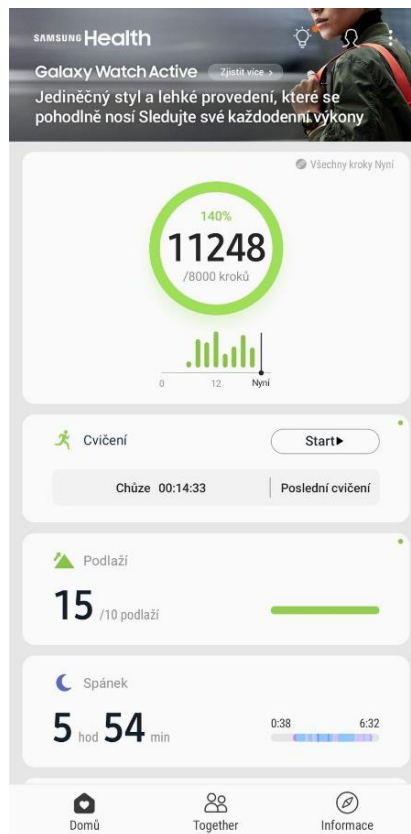 SAMSUNG Health
Galaxy Watch Active Zjistit více >
Jediněčný styl a lehké provedení, které se
pohodlně nosí Sledujte své každodenní výkony
Všechny kroky Nyní
140%
11248
/8000 kroků
0 12 Nyní
Cvičení Start
Chůze 00:14:33 Poslední cvičení
Podlaží
15 /10 podlaží
Spánek
5 hod 54 min 0:38 6:32
Domů Together Informace